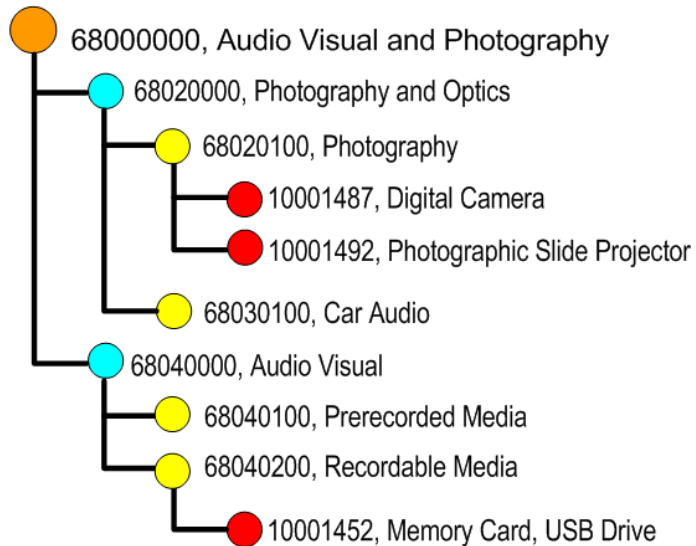 68000000, Audio Visual and Photography
68020000, Photography and Optics
68020100, Photography
10001487, Digital Camera
10001492, Photographic Slide Projector
68030100, Car Audio
68040000, Audio Visual
68040100, Prerecorded Media
68040200, Recordable Media
10001452, Memory Card, USB Drive